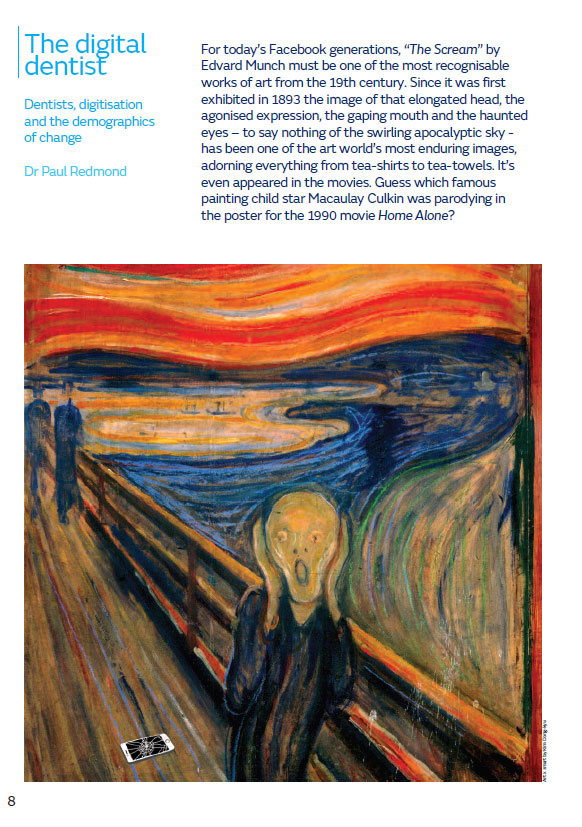 The digital
dentist
Dentists, digitisation
and the demographics
of change
Dr Paul Redmond
For today's Facebook generations, “The Scream” by
Edvard Munch must be one of the most recognisable
works of art from the 19th century. Since it was first
exhibited in 1893 the image of that elongated head, the
agonised expression, the gaping mouth and the haunted
eyes – to say nothing of the swirling apocalyptic sky -
has been one of the art world's most enduring images,
adorning everything from tea-shirts to tea-towels. It's
even appeared in the movies. Guess which famous
painting child star Macaulay Culkin was parodying in
the poster for the 1990 movie Home Alone?
8